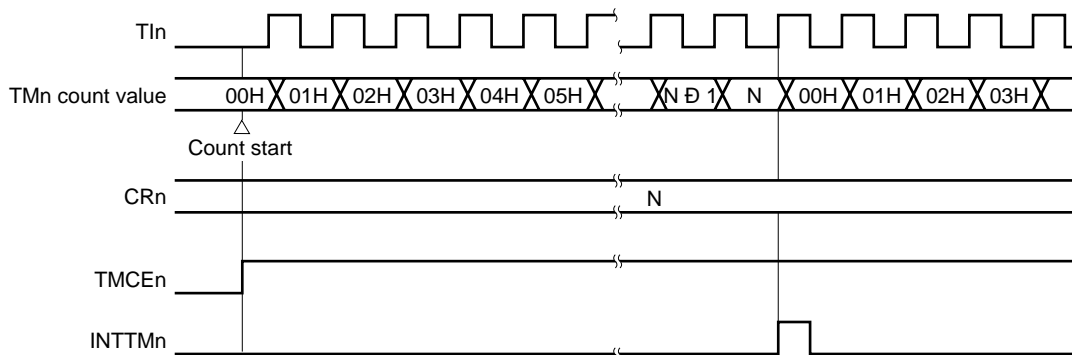 TIn
TMn count value 00H 01H 02H 03H 04H 05H N Ð 1 N 00H 01H 02H 03H
Count start
CRn N
TMCEn
INTTMn